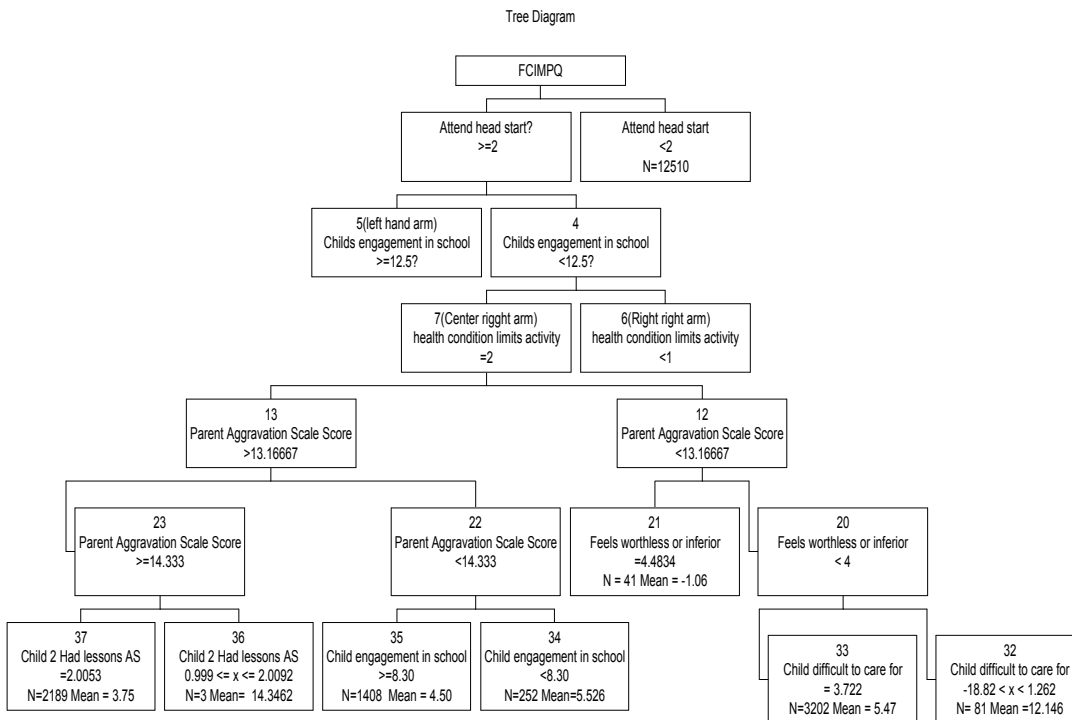 Tree Diagram
FCIMPQ
Attend head start?
>=2
Attend head start
<2
N=12510
5(left hand arm)
Childs engagement in school
>=12.5?
4
Childs engagement in school
<12.5?
7(Center rigght arm)
health condition limits activity
=2
6(Right right arm)
health condition limits activity
<1
13
Parent Aggravation Scale Score
>13.16667
12
Parent Aggravation Scale Score
<13.16667
23
Parent Aggravation Scale Score
>=14.333
22
Parent Aggravation Scale Score
<14.333
21
Feels worthless or inferior
=4.4834
N = 41 Mean = -1.06
20
Feels worthless or inferior
< 4
37
Child 2 Had lessons AS
=2.0053
N=2189 Mean = 3.75
36
Child 2 Had lessons AS
0.999 <= x <= 2.0092
N=3 Mean= 14.3462
35
Child engagement in school
>=8.30
N=1408 Mean = 4.50
34
Child engagement in school
<8.30
N=252 Mean=5.526
33
Child difficult to care for
= 3.722
N=3202 Mean = 5.47
32
Child difficult to care for
-18.82 < x < 1.262
N= 81 Mean =12.146